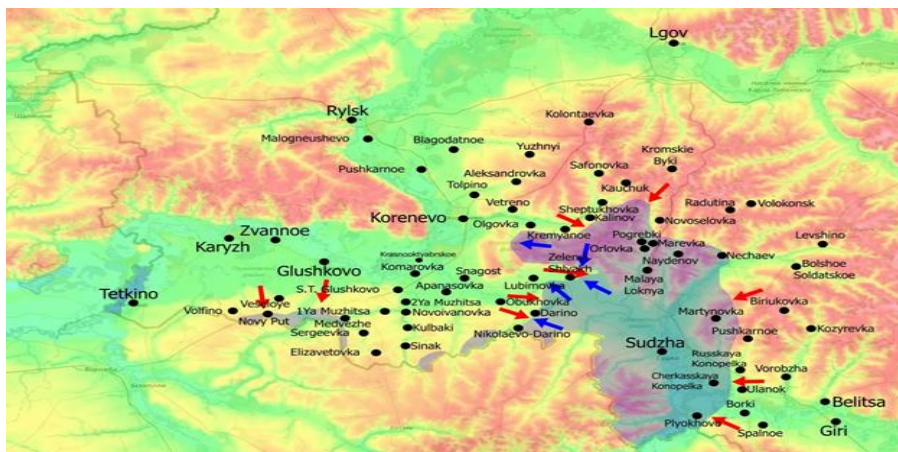 Lgov
Rylsk
Kolontaevka
Malogneushevo
Blagodatnoe
Yuzhnyi
Kromskie
Byki
Pushkarnoe
Aleksandrovka
Safonovka
Tolpino
Kauchuk
Radutina
Volokonsk
Vetreno
Sheptukhovka
Korenevo
Olgovka
Kalinov
Novoselovka
Kremyanoe
Zvannoe
Karyzh
Pogrebki
Orlovka
Marevka
Levshino
Krasnooktyabrskoe
Komarovka
Glushkovo
Snagost
Naydenov
Nechaev
Bolshoe
Soldatskoe
Lubimovka
Malaya
Loknya
S.T. Glushkovo
Apanasovka
Tetkino
Volfino
Novy Put
1Ya Muzhitsa
2Ya Muzhitsa
Novoivanovka
Obukhovka
Darino
Biriukovka
Martynovka
Medvezhe
Sergeevka
Kulbaki
Nikolaevo-Darino
Pushkarnoe
Kozyrevka
Elizavetovka
Sinak
Sudzha
Russkaya
Konopelka
Vorobzha
Cherkasskaya
Konopelka
Ulanok
Belitsa
Borki
Plyokhovo
Spalnoe
Giri